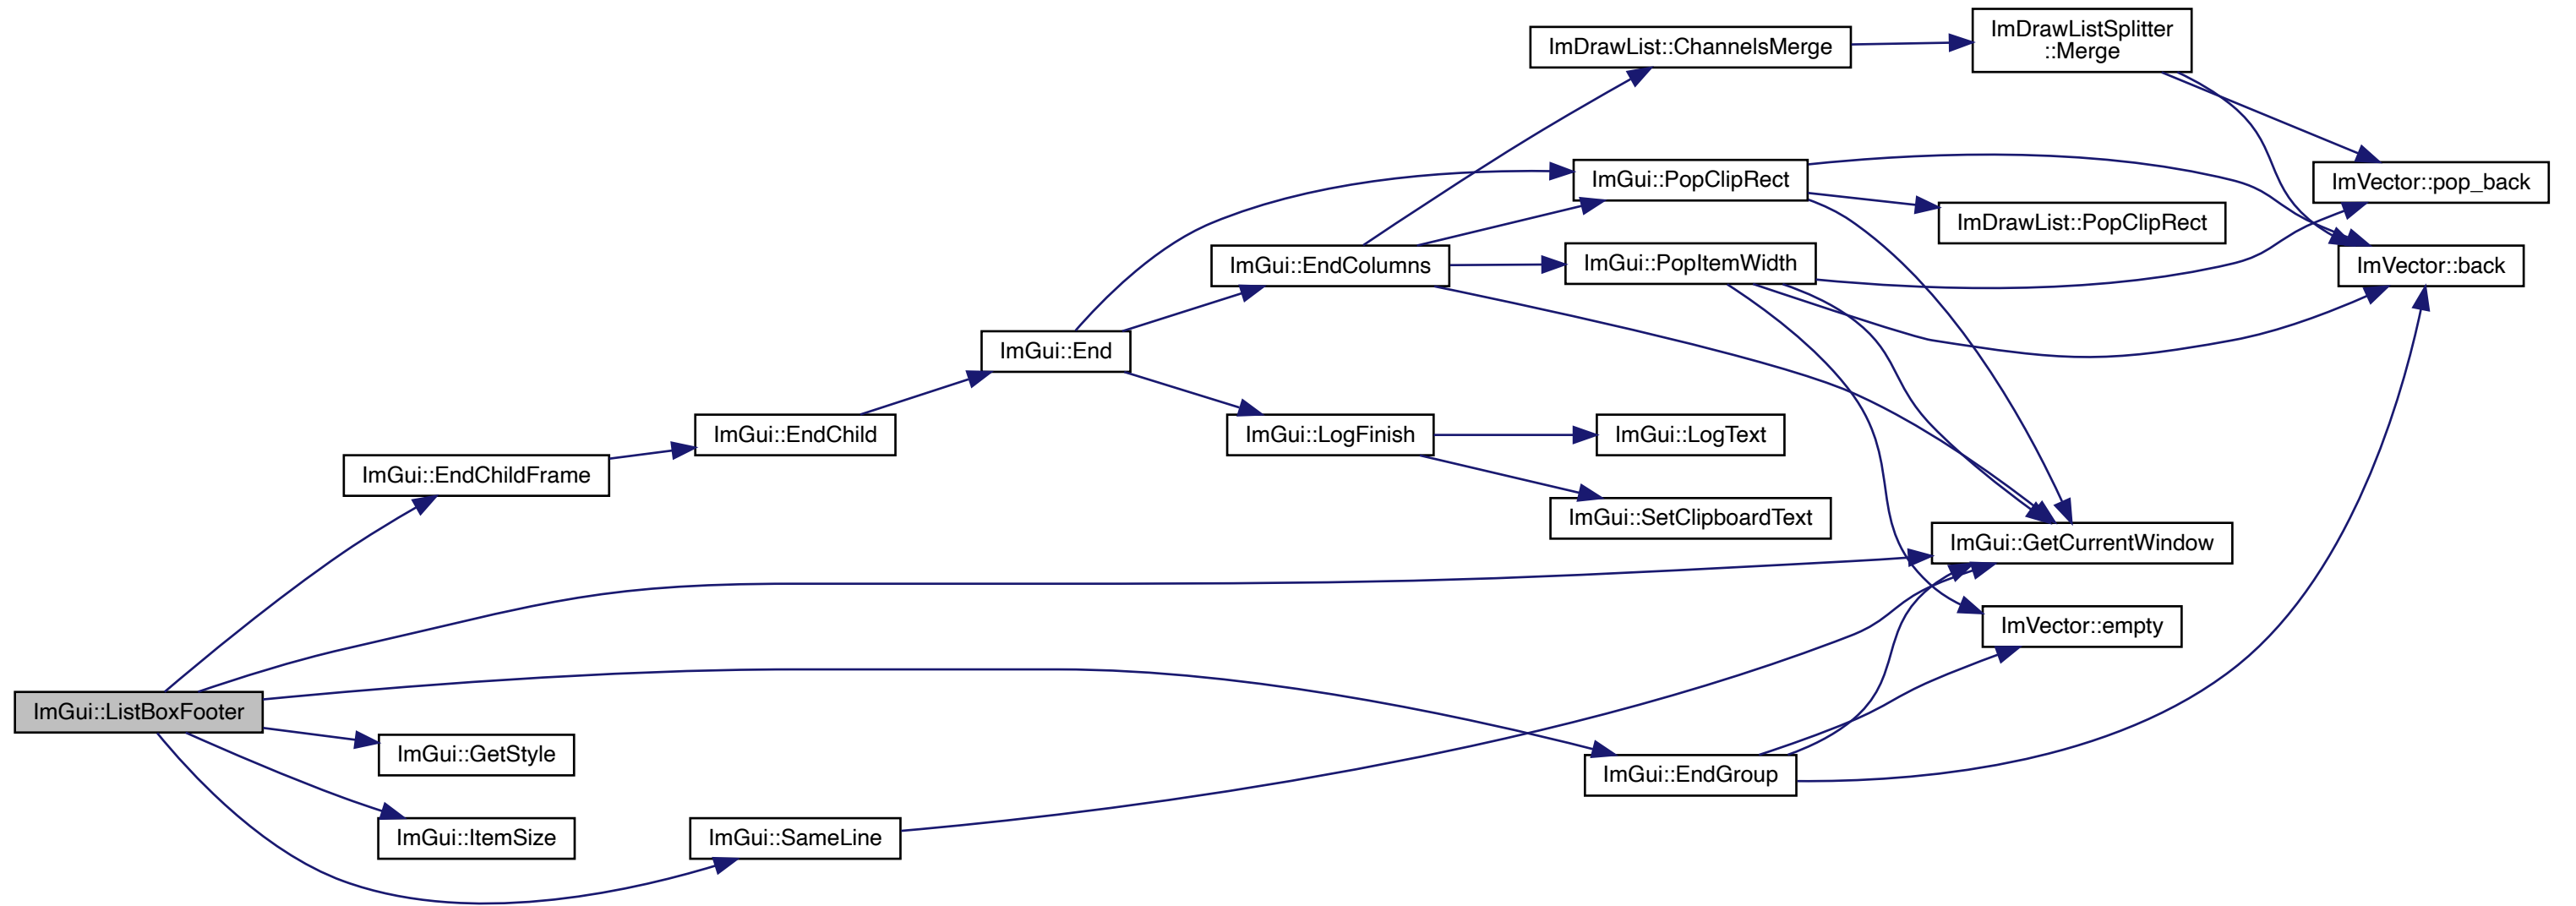 ImDrawList::ChannelsMerge
ImDrawListSplitter
::Merge
ImGui::PopClipRect
ImVector::pop_back
ImDrawList::PopClipRect
ImGui::EndColumns
ImGui::PopItemWidth
ImVector::back
ImGui::End
ImGui::EndChild
ImGui::LogFinish
ImGui::LogText
ImGui::EndChildFrame
ImGui::SetClipboardText
ImGui::GetCurrentWindow
ImVector::empty
ImGui::ListBoxFooter
ImGui::GetStyle
ImGui::EndGroup
ImGui::ItemSize
ImGui::SameLine